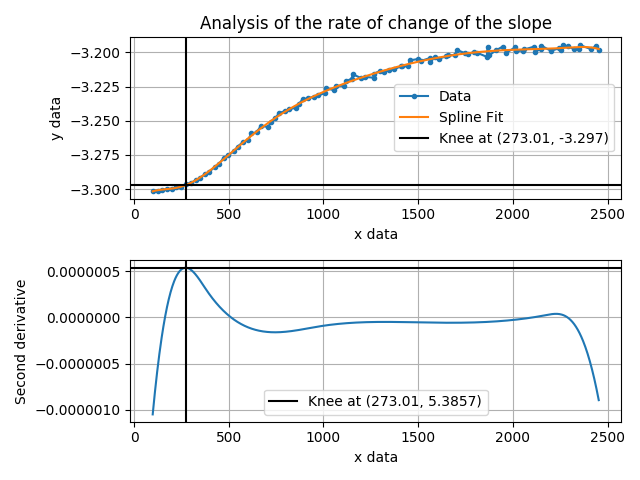 Analysis of the rate of change of the slope
−3.200
−3.225
−3.250
−3.275
−3.300
y data
Data
Spline Fit
Knee at (273.01, -3.297)
0 500 1000 1500 2000 2500
x data
0.0000005
0.0000000
−0.0000005
−0.0000010
Second derivative
Knee at (273.01, 5.3857)
0 500 1000 1500 2000 2500
x data